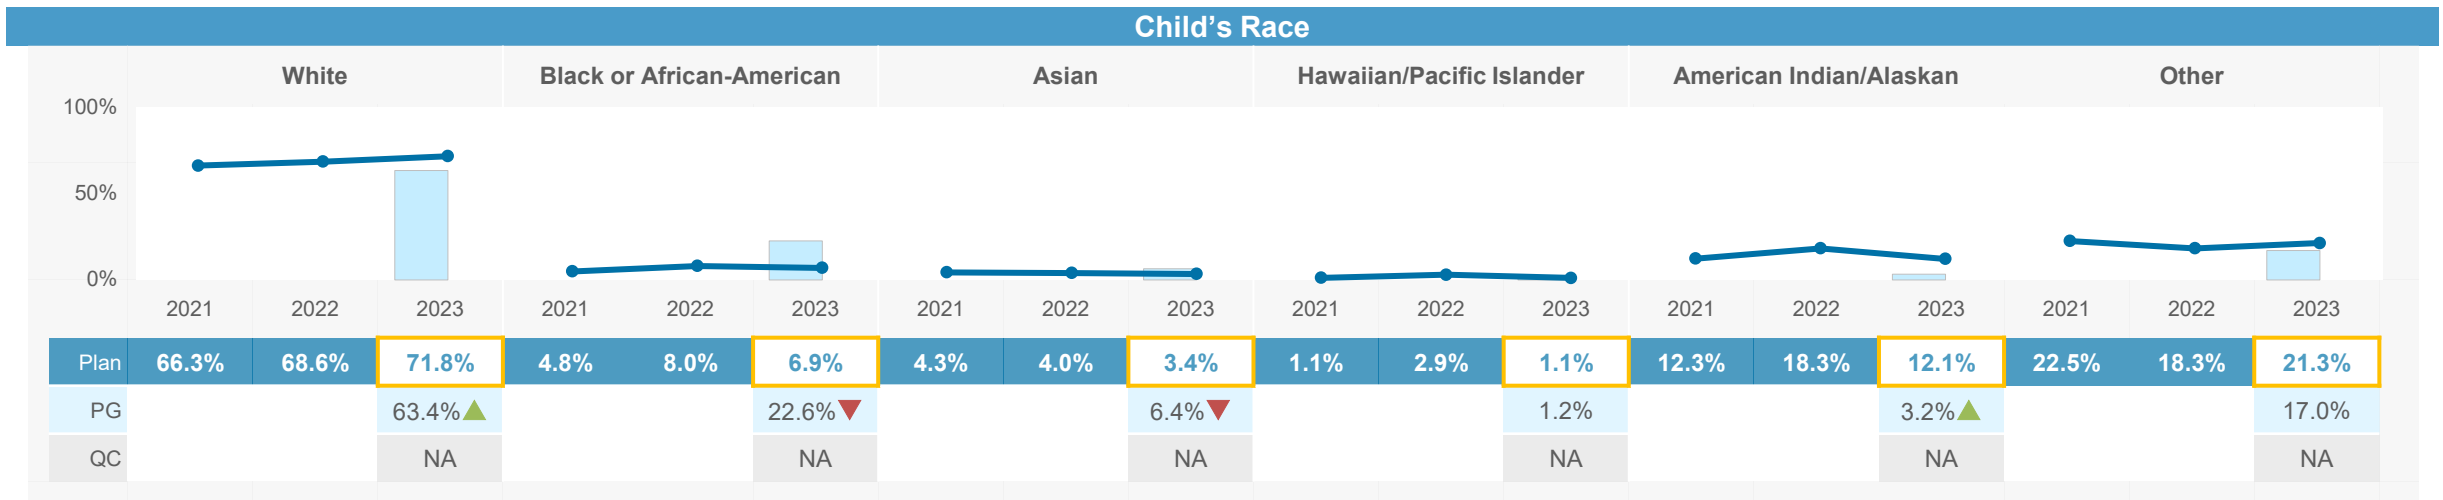 Child's Race
White Black or African-American Asian Hawaiian/Pacific Islander American Indian/Alaskan Other
100%
50%
0%
2021 2022 2023 2021 2022 2023 2021 2022 2023 2021 2022 2023 2021 2022 2023 2021 2022 2023
Plan 66.3% 68.6% 71.8% 4.8% 8.0% 6.9% 4.3% 4.0% 3.4% 1.1% 2.9% 1.1% 12.3% 18.3% 12.1% 22.5% 18.3% 21.3%
PG 63.4% 22.6% 6.4% 1.2% 3.2% 17.0%
QC NA NA NA NA NA NA